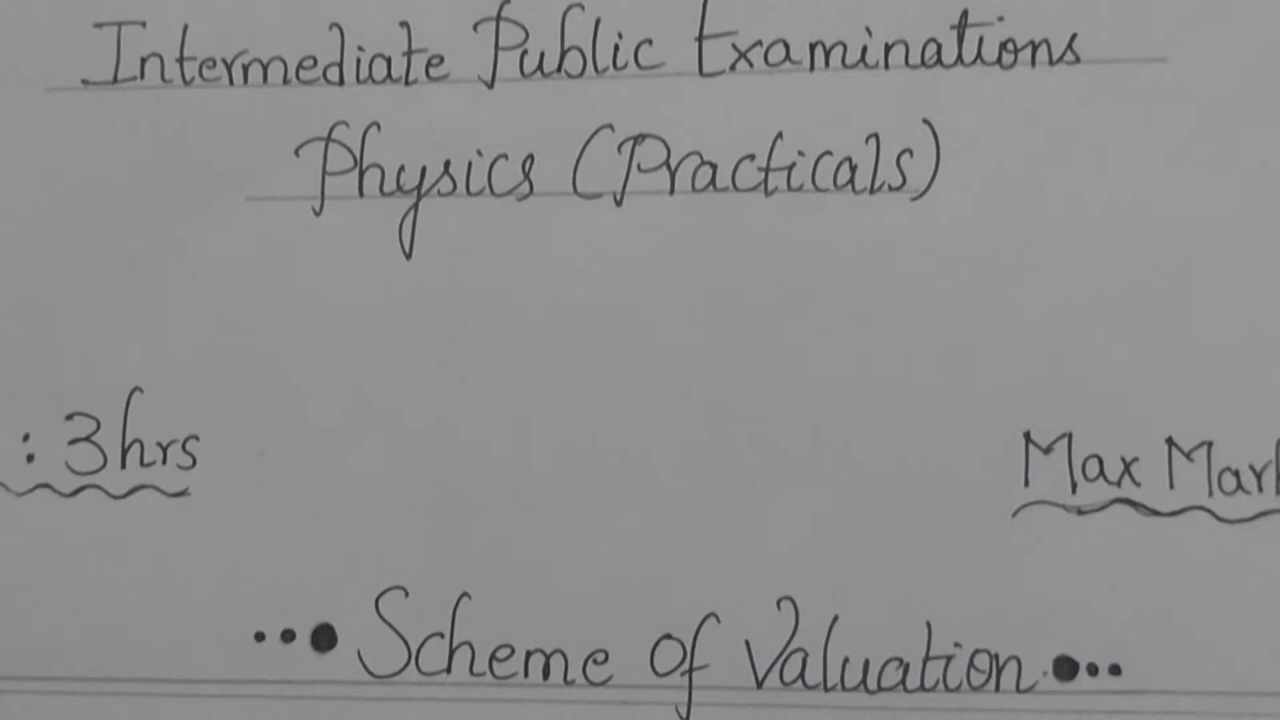 Intermediate Public Examinations
Physics (Practicals)
: 3hrs Max Mar
...Scheme of Valuation...